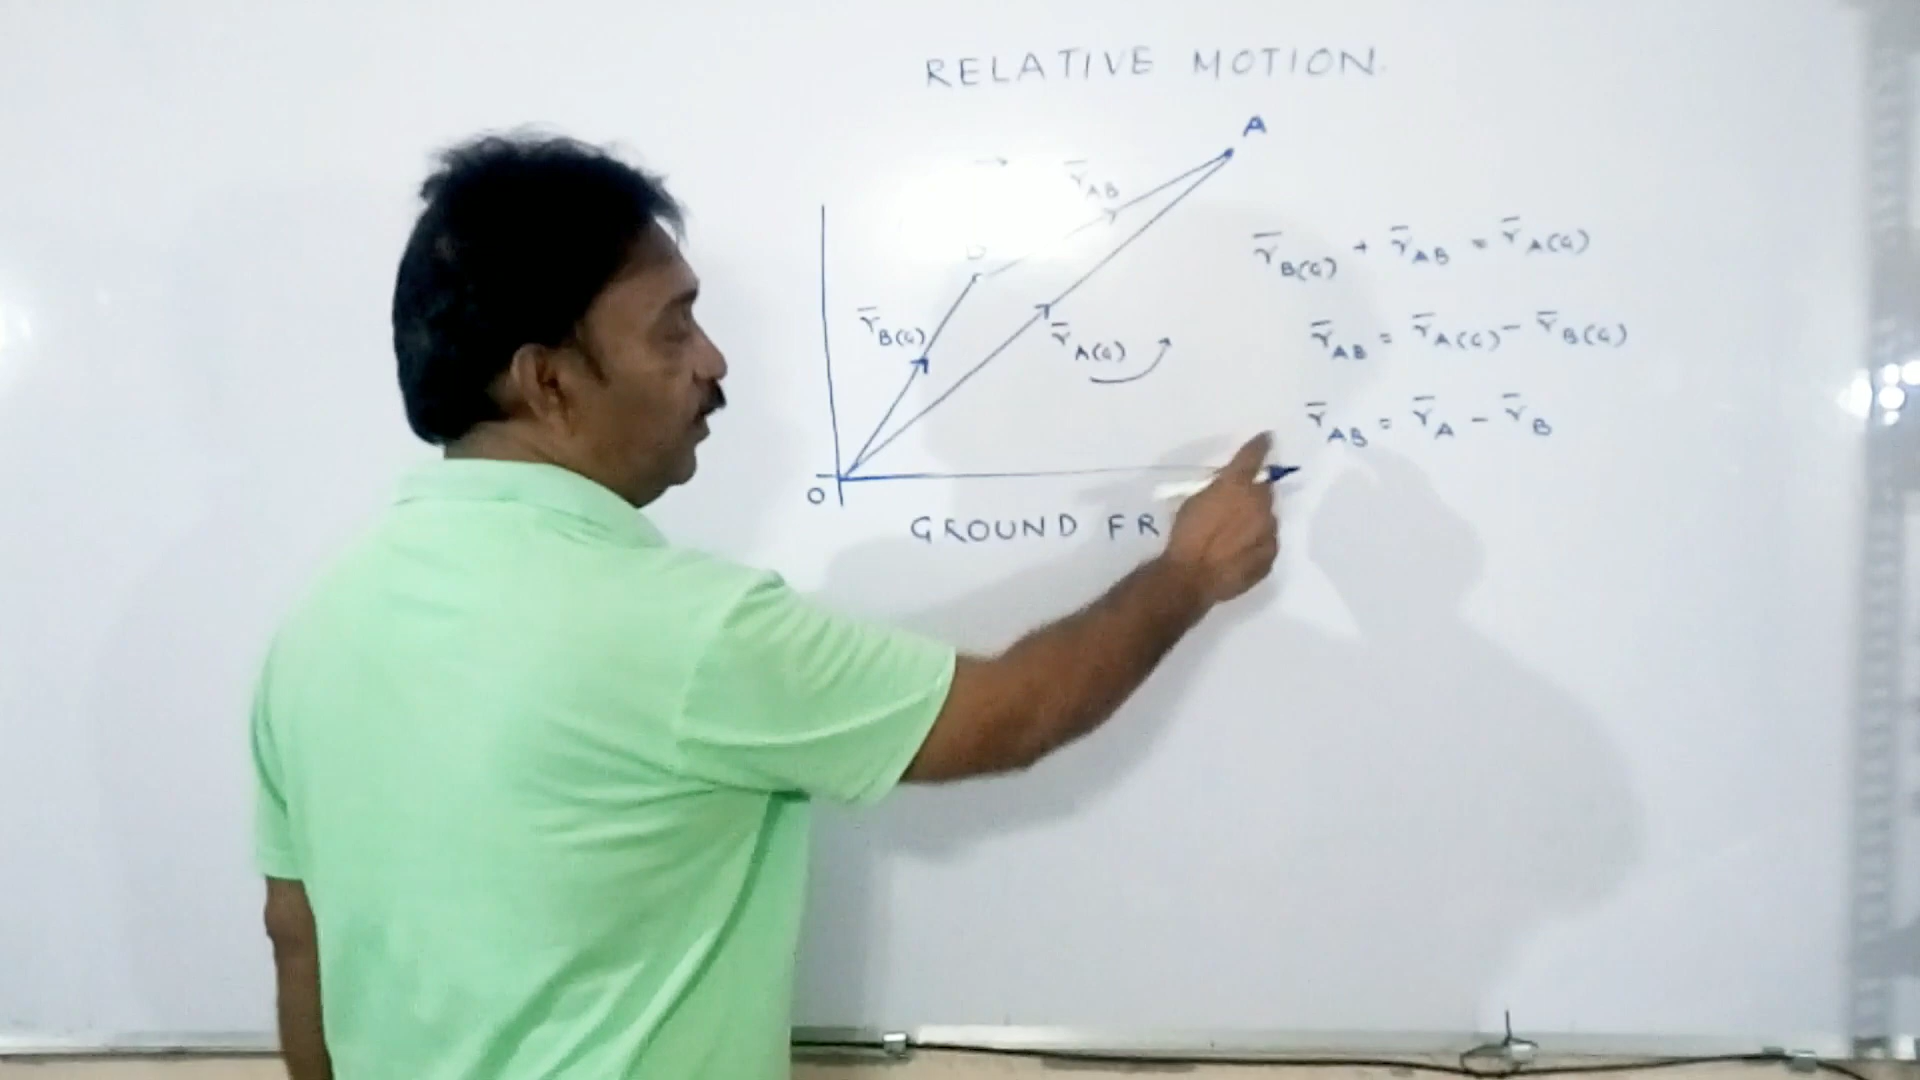 RELATIVE MOTION.
A
r̄AB
r̄B(G) + r̄AB = r̄A(G)
r̄B(G)
r̄A(G)
r̄AB = r̄A(G) - r̄B(G)
r̄AB = r̄A - r̄B
O
GROUND FR